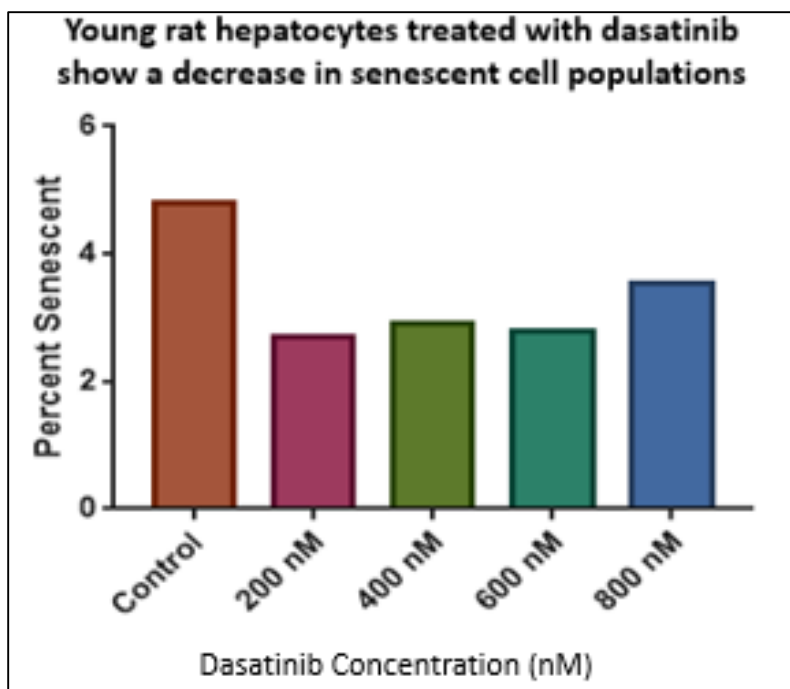 Young rat hepatocytes treated with dasatinib
show a decrease in senescent cell populations
6
4
2
0
Percent Senescent
Control
200 nM
400 nM
600 nM
800 nM
Dasatinib Concentration (nM)